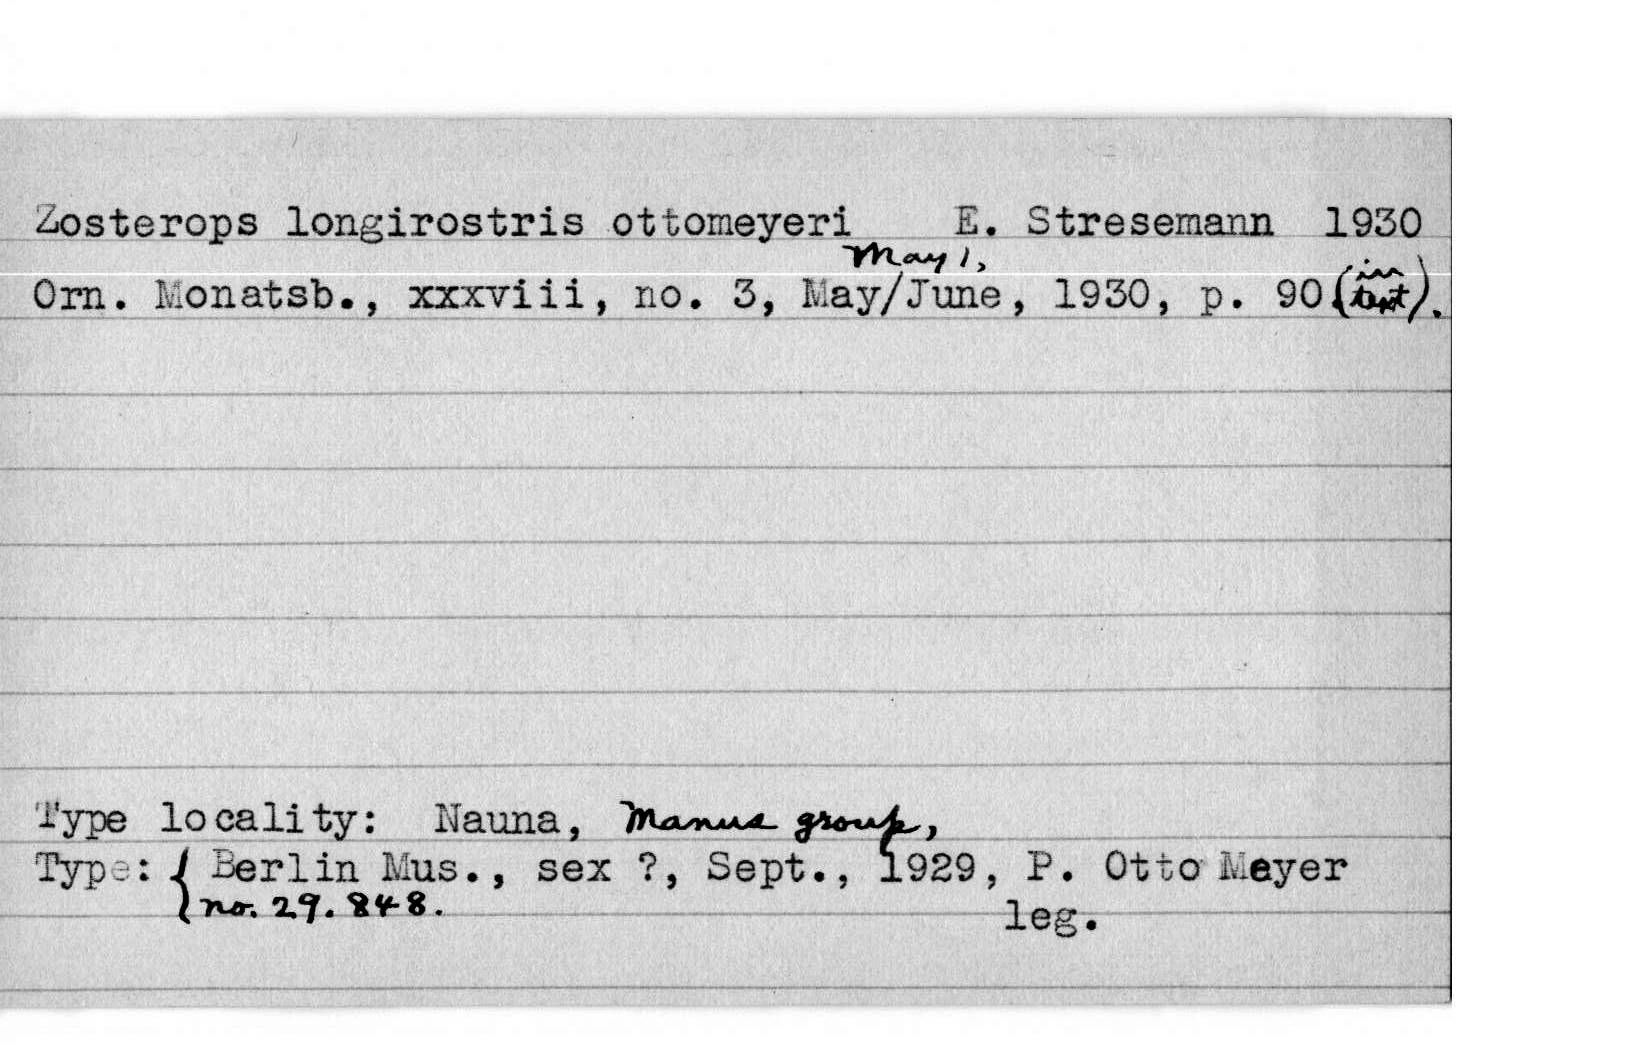 Zosterops longirostris ottomeyeri E. Stresemann 1930
May 1,
Orn. Monatsb., xxxviii, no. 3, May/June, 1930, p. 90 (in text).
Type locality: Nauna, Manus group,
Type: { Berlin Mus., sex ?, Sept., 1929, P. Otto Meyer
no. 29.848. leg.